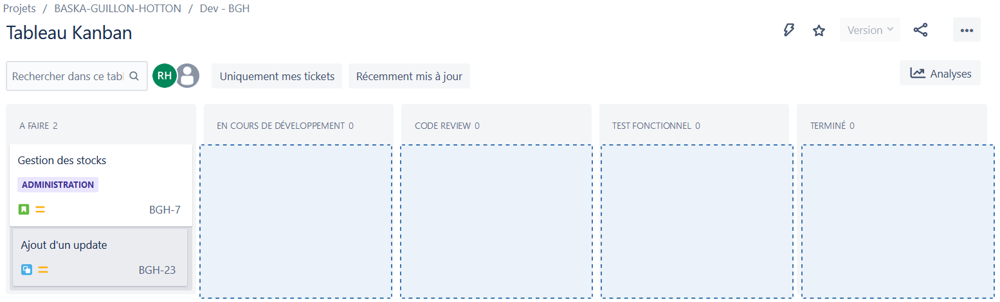 Projets / BASKA-GUILLON-HOTTON / Dev - BGH
Tableau Kanban
Version
Rechercher dans ce tabl
RH
Uniquement mes tickets
Récemment mis à jour
Analyses
A FAIRE 2
EN COURS DE DÉVELOPPEMENT 0
CODE REVIEW 0
TEST FONCTIONNEL 0
TERMINÉ 0
Gestion des stocks
ADMINISTRATION
BGH-7
Ajout d'un update
BGH-23